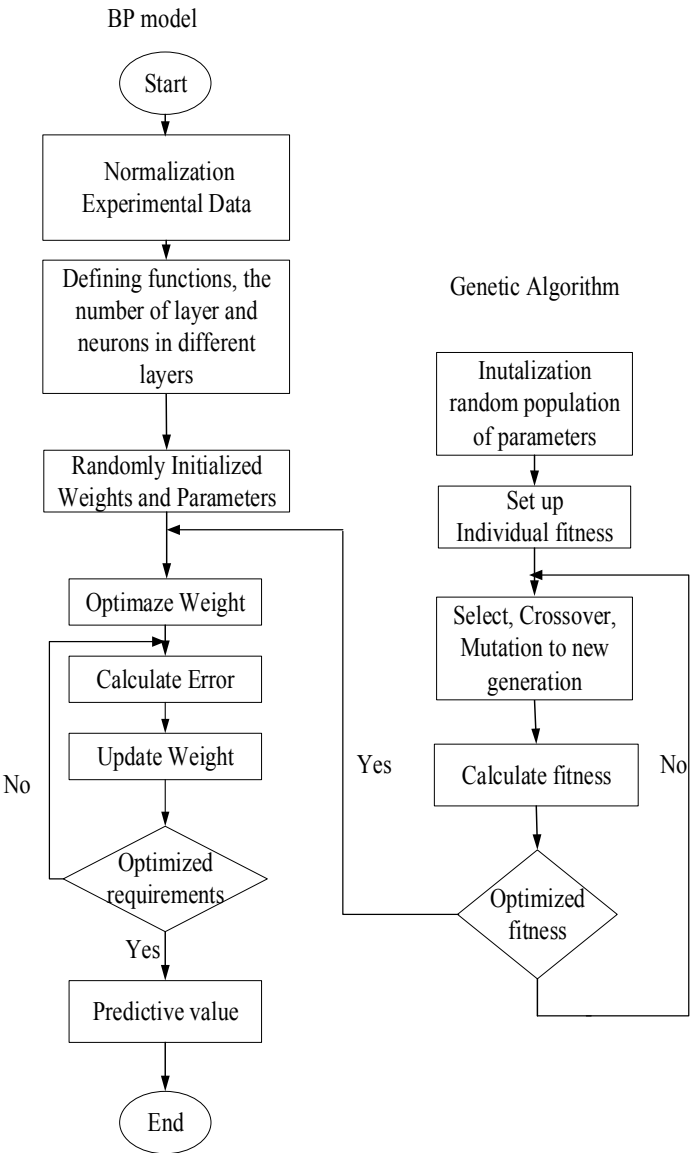 BP model
Start
Normalization
Experimental Data
Defining functions, the
number of layer and
neurons in different
layers
Randomly Initialized
Weights and Parameters
Optimaze Weight
Calculate Error
Update Weight
No
Optimized
requirements
Yes
Predictive value
End
Genetic Algorithm
Inutalization
random population
of parameters
Set up
Individual fitness
Select, Crossover,
Mutation to new
generation
Calculate fitness
Yes
No
Optimized
fitness